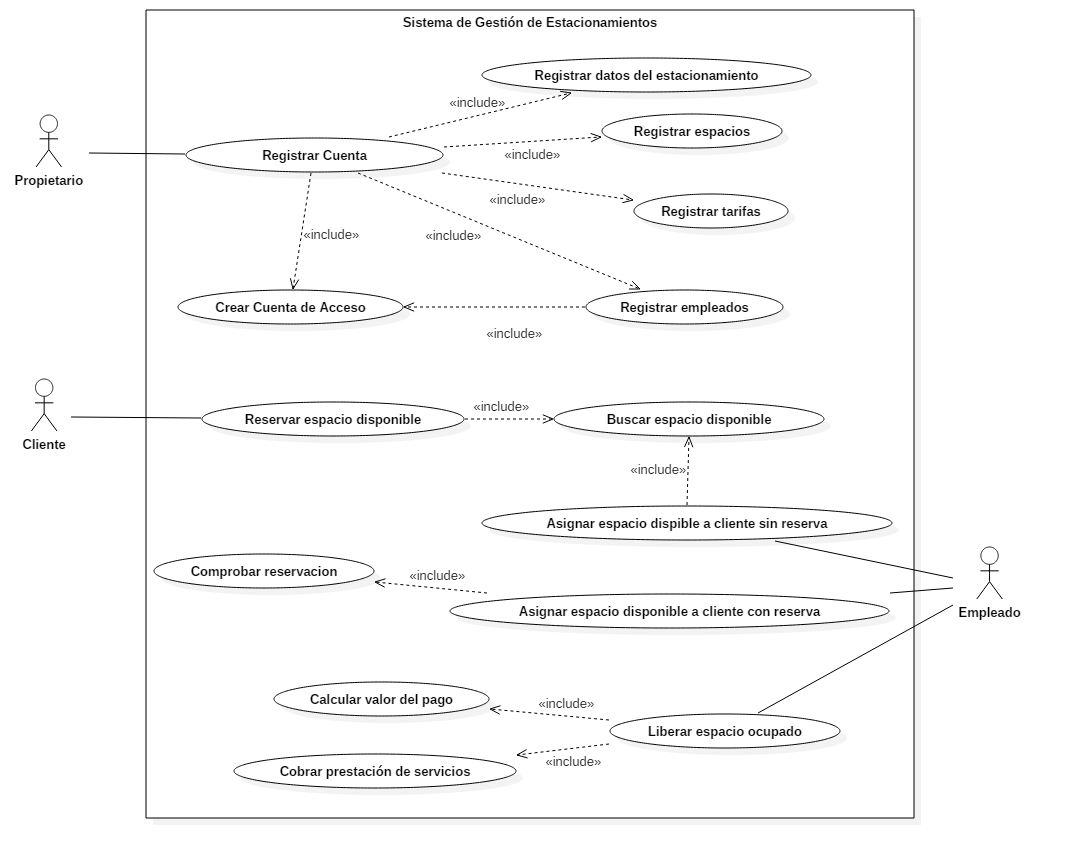 Sistema de Gestión de Estacionamientos
Registrar datos del estacionamiento
«include»
Registrar espacios
Registrar Cuenta
«include»
Propietario
«include»
Registrar tarifas
«include»
«include»
Crear Cuenta de Acceso
Registrar empleados
«include»
Cliente
Reservar espacio disponible
«include»
Buscar espacio disponible
«include»
Asignar espacio dispible a cliente sin reserva
Comprobar reservacion
«include»
Asignar espacio disponible a cliente con reserva
Empleado
Calcular valor del pago
«include»
Liberar espacio ocupado
«include»
Cobrar prestación de servicios